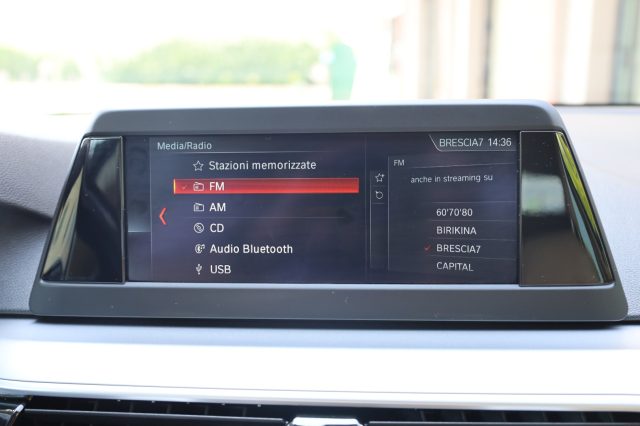 Media/Radio
BRESCIA7 14:36
Stazioni memorizzate
FM
AM
CD
Audio Bluetooth
USB
FM
anche in streaming su
60'70'80
BIRIKINA
BRESCIA7
CAPITAL